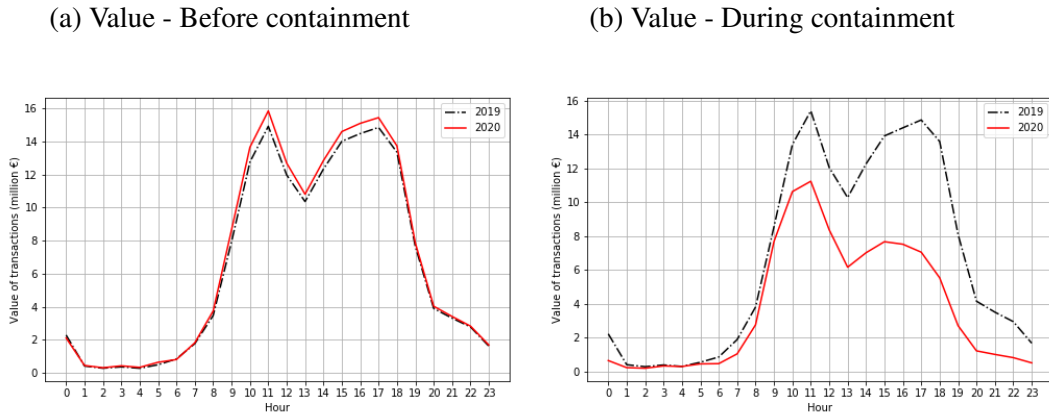 (a) Value - Before containment
(b) Value - During containment
2019
2020
Value of transactions (million €)
16
14
12
10
8
6
4
2
0
0 1 2 3 4 5 6 7 8 9 10 11 12 13 14 15 16 17 18 19 20 21 22 23
Hour
2019
2020
Value of transactions (million €)
16
14
12
10
8
6
4
2
0
0 1 2 3 4 5 6 7 8 9 10 11 12 13 14 15 16 17 18 19 20 21 22 23
Hour